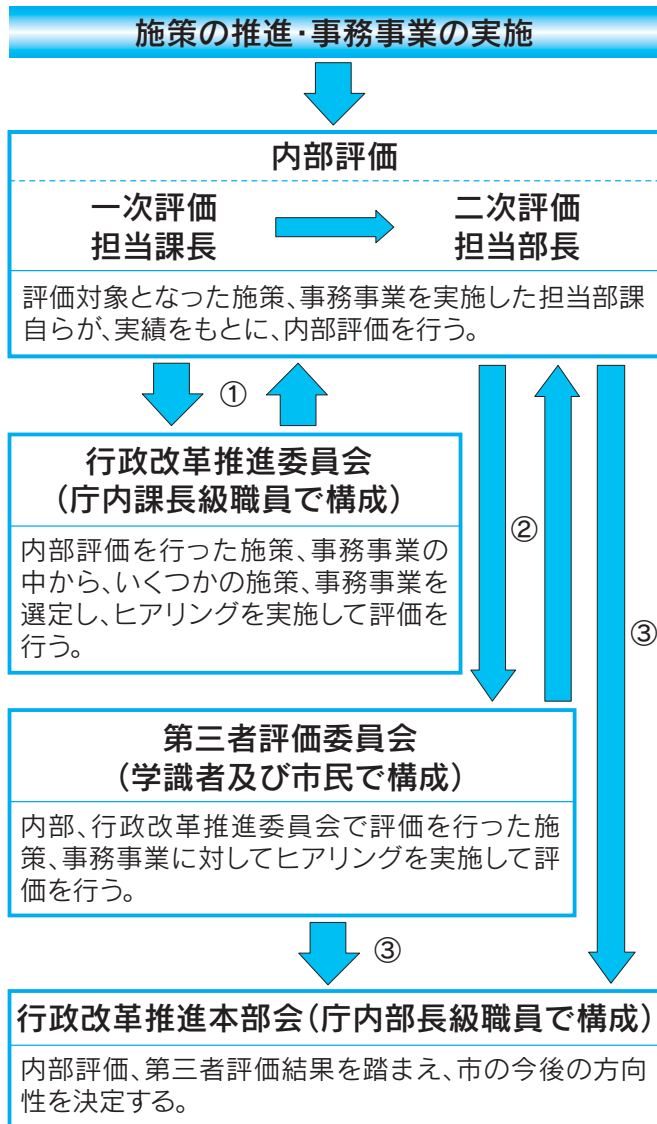 施策の推進・事務事業の実施
内部評価
一次評価
担当課長
二次評価
担当部長
評価対象となった施策、事務事業を実施した担当部課
自らが、実績をもとに、内部評価を行う。
①
行政改革推進委員会
(庁内課長級職員で構成)
内部評価を行った施策、事務事業の
中から、いくつかの施策、事務事業を
選定し、ヒアリングを実施して評価を
行う。
②
③
第三者評価委員会
(学識者及び市民で構成)
内部、行政改革推進委員会で評価を行った施
策、事務事業に対してヒアリングを実施して評
価を行う。
③
行政改革推進本部会(庁内部長級職員で構成)
内部評価、第三者評価結果を踏まえ、市の今後の方向
性を決定する。